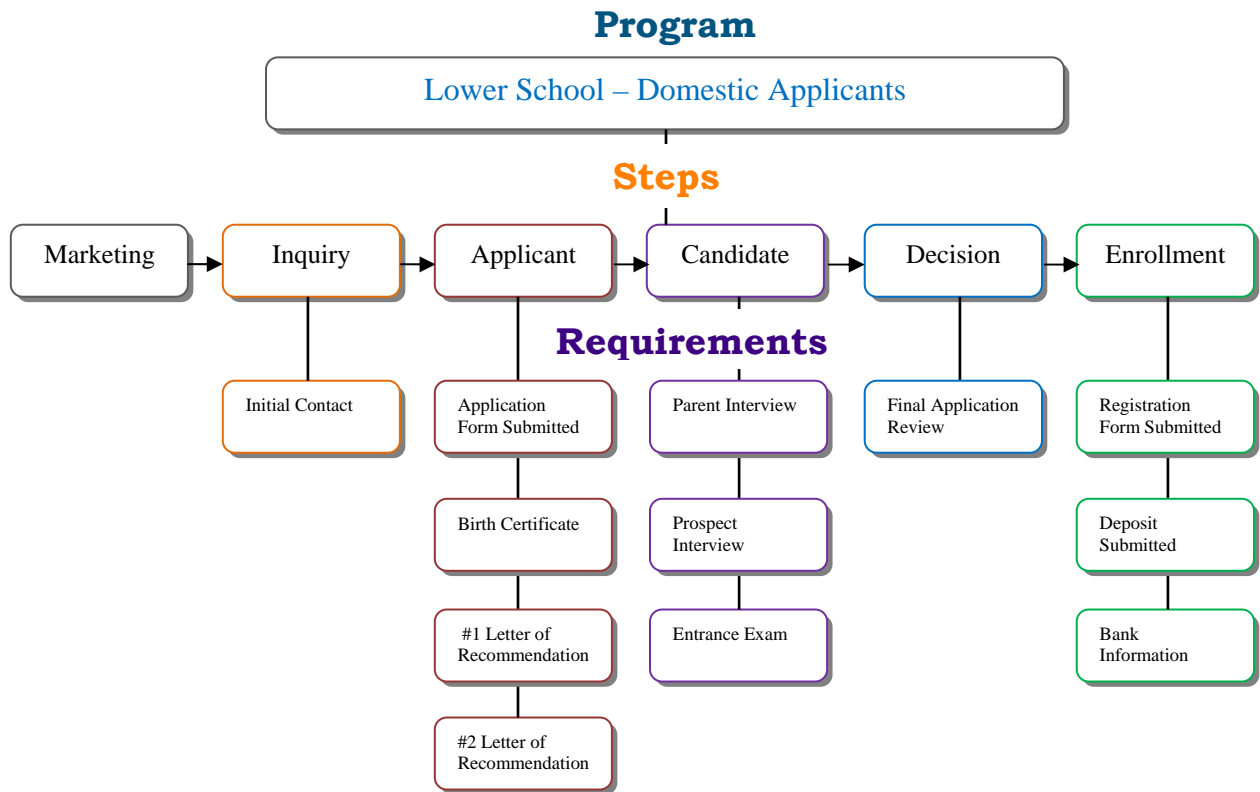 Program
Lower School – Domestic Applicants
Steps
Marketing
Inquiry
Applicant
Candidate
Decision
Enrollment
Requirements
Initial Contact
Application
Form Submitted
Parent Interview
Final Application
Review
Registration
Form Submitted
Birth Certificate
Prospect
Interview
Deposit
Submitted
#1 Letter of
Recommendation
Entrance Exam
Bank
Information
#2 Letter of
Recommendation